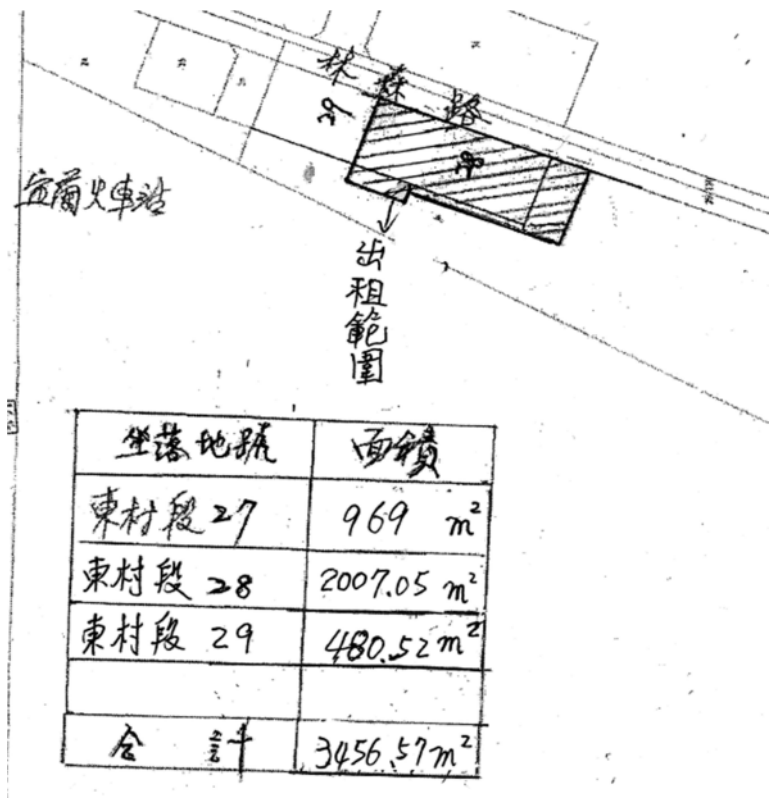 林森路
29
28
宜蘭火車站
出租範圍
坐落地號 面積
東村段 27 969 m²
東村段 28 2007.05 m²
東村段 29 480.52 m²
合計 3456.57 m²